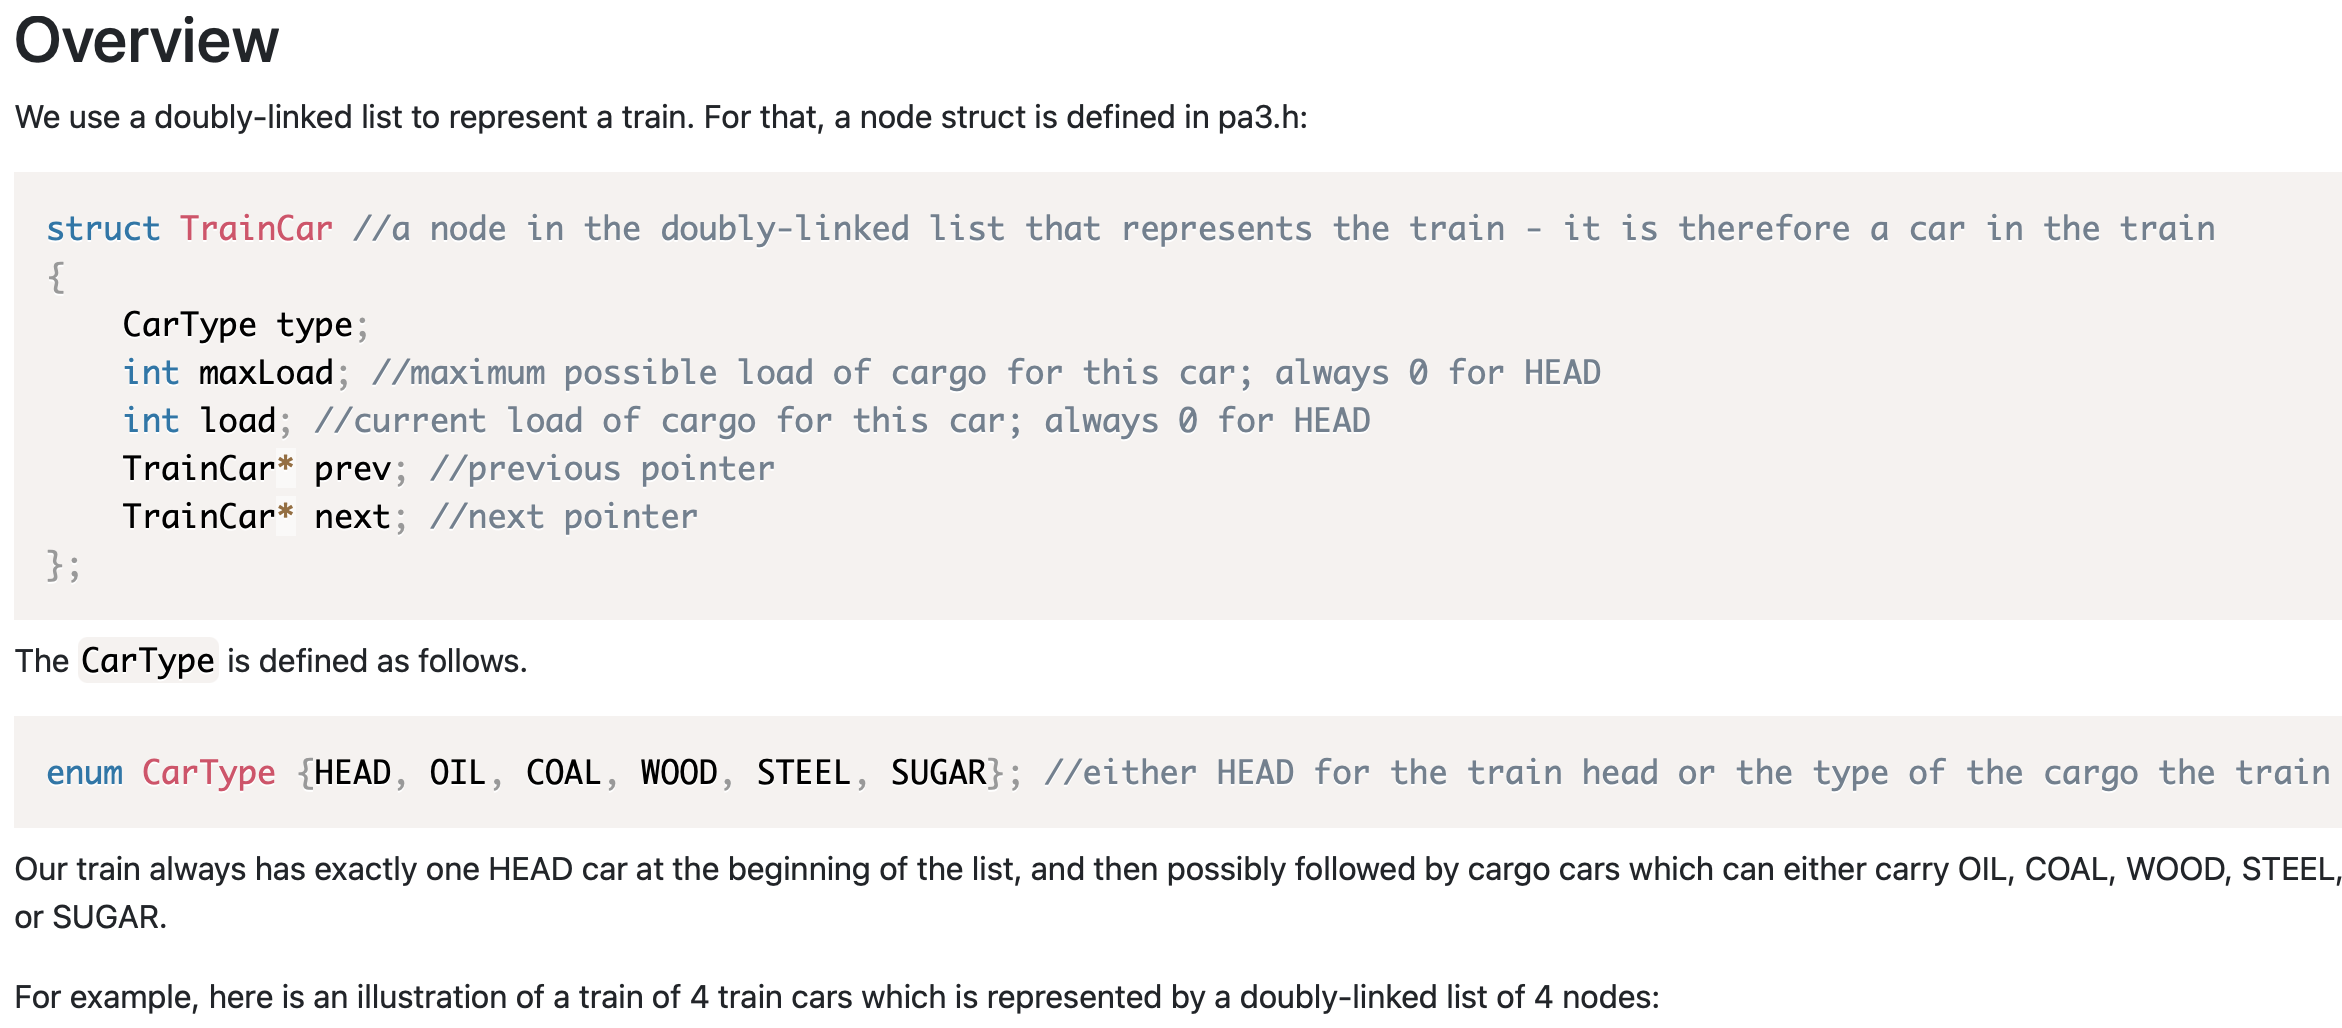 Overview
We use a doubly-linked list to represent a train. For that, a node struct is defined in pa3.h:
struct TrainCar //a node in the doubly-linked list that represents the train - it is therefore a car in the train
{
    CarType type;
    int maxLoad; //maximum possible load of cargo for this car; always 0 for HEAD
    int load; //current load of cargo for this car; always 0 for HEAD
    TrainCar* prev; //previous pointer
    TrainCar* next; //next pointer
};
The CarType is defined as follows.
enum CarType {HEAD, OIL, COAL, WOOD, STEEL, SUGAR}; //either HEAD for the train head or the type of the cargo the train
Our train always has exactly one HEAD car at the beginning of the list, and then possibly followed by cargo cars which can either carry OIL, COAL, WOOD, STEEL,
or SUGAR.
For example, here is an illustration of a train of 4 train cars which is represented by a doubly-linked list of 4 nodes: